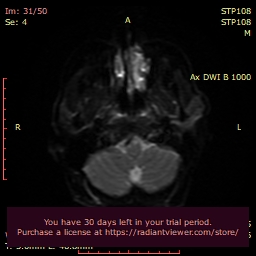 Im: 31/50
Se: 4
A
STP108
STP108
M
Ax DWI B 1000
R
L
You have 30 days left in your trial period.
Purchase a license at https://radiantviewer.com/store/